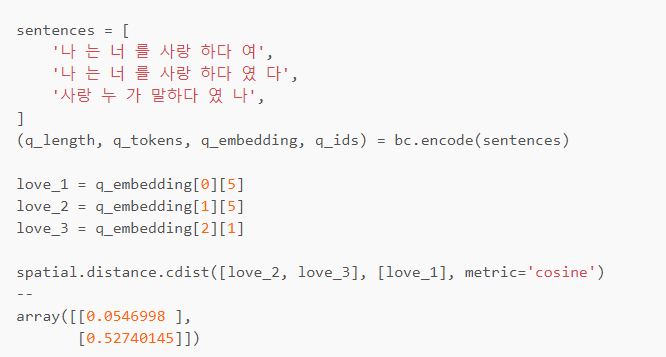 sentences = [
    '나 는 너 를 사랑 하다 여',
    '나 는 너 를 사랑 하다 였 다',
    '사랑 누 가 말하다 였 나',
]
(q_length, q_tokens, q_embedding, q_ids) = bc.encode(sentences)

love_1 = q_embedding[0][5]
love_2 = q_embedding[1][5]
love_3 = q_embedding[2][1]

spatial.distance.cdist([love_2, love_3], [love_1], metric='cosine')
--
array([[0.0546998 ],
       [0.52740145]])